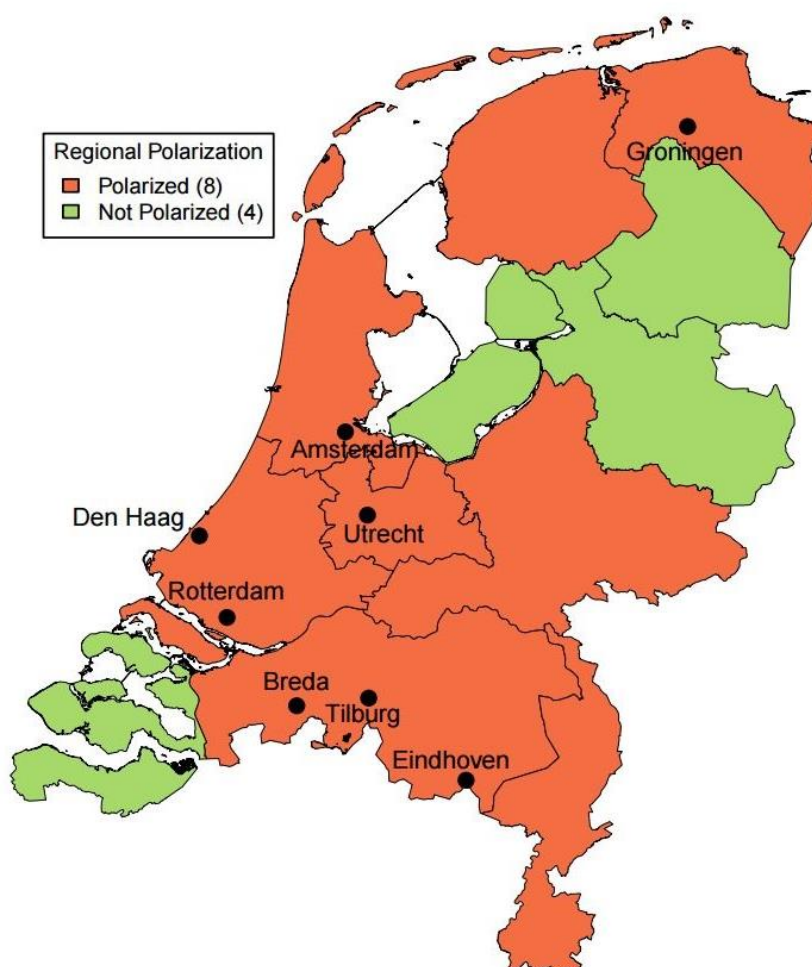 Regional Polarization
Polarized (8)
Not Polarized (4)
Groningen
Amsterdam
Den Haag
Utrecht
Rotterdam
Breda
Tilburg
Eindhoven